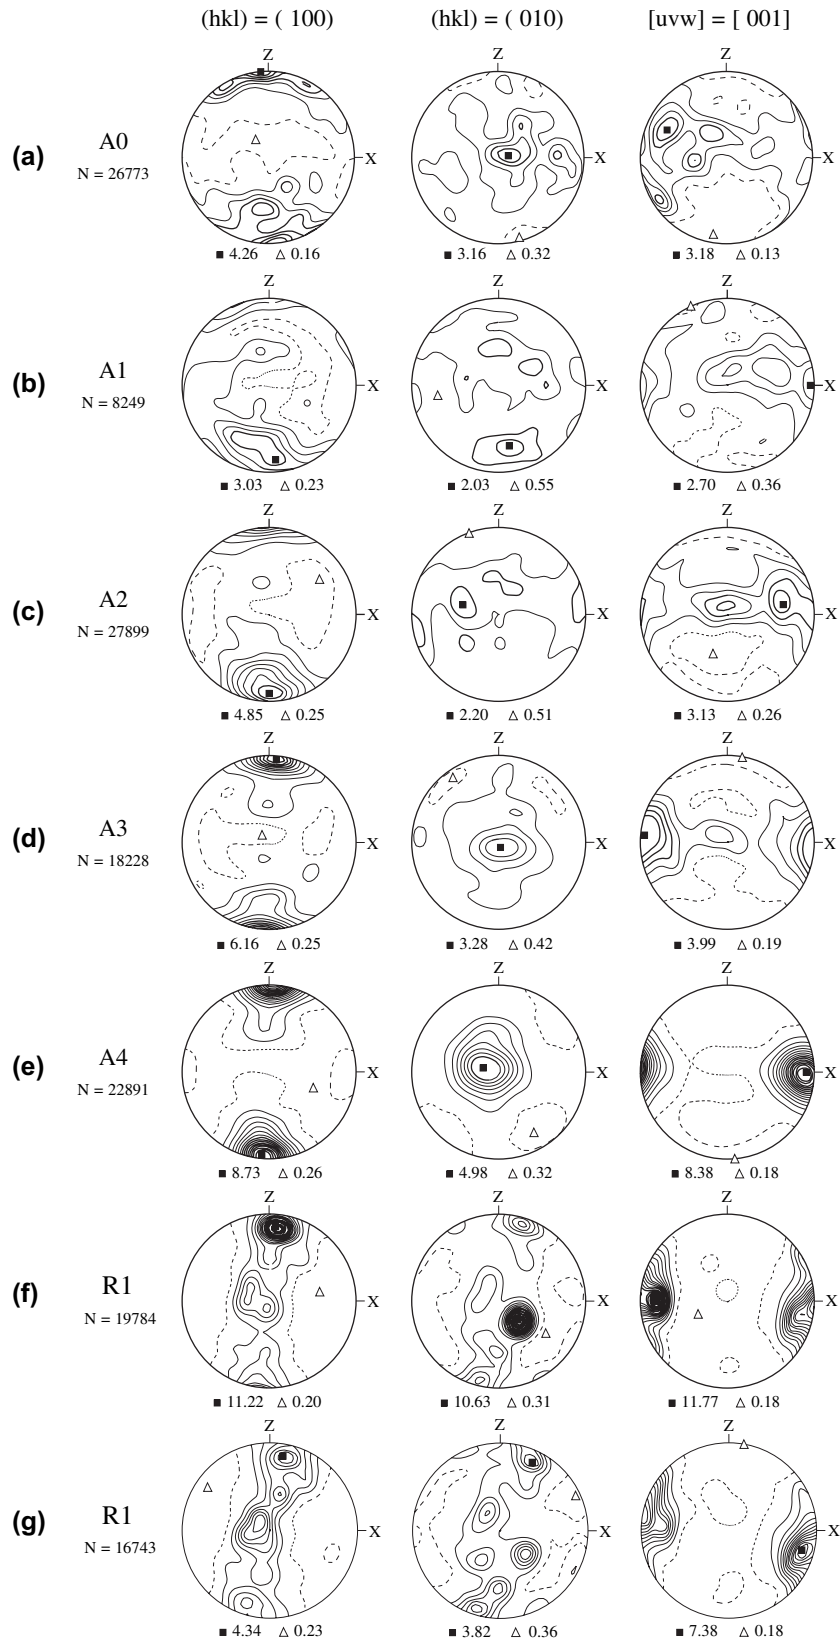 (hkl) = ( 100) (hkl) = ( 010) [uvw] = [ 001]
Z Z Z
(a) A0 X X X
N = 26773
■ 4.26 △ 0.16 ■ 3.16 △ 0.32 ■ 3.18 △ 0.13
Z Z Z
(b) A1 X X X
N = 8249
■ 3.03 △ 0.23 ■ 2.03 △ 0.55 ■ 2.70 △ 0.36
Z Z Z
(c) A2 X X X
N = 27899
■ 4.85 △ 0.25 ■ 2.20 △ 0.51 ■ 3.13 △ 0.26
Z Z Z
(d) A3 X X X
N = 18228
■ 6.16 △ 0.25 ■ 3.28 △ 0.42 ■ 3.99 △ 0.19
Z Z Z
(e) A4 X X X
N = 22891
■ 8.73 △ 0.26 ■ 4.98 △ 0.32 ■ 8.38 △ 0.18
Z Z Z
(f) R1 X X X
N = 19784
■ 11.22 △ 0.20 ■ 10.63 △ 0.31 ■ 11.77 △ 0.18
Z Z Z
(g) R1 X X X
N = 16743
■ 4.34 △ 0.23 ■ 3.82 △ 0.36 ■ 7.38 △ 0.18